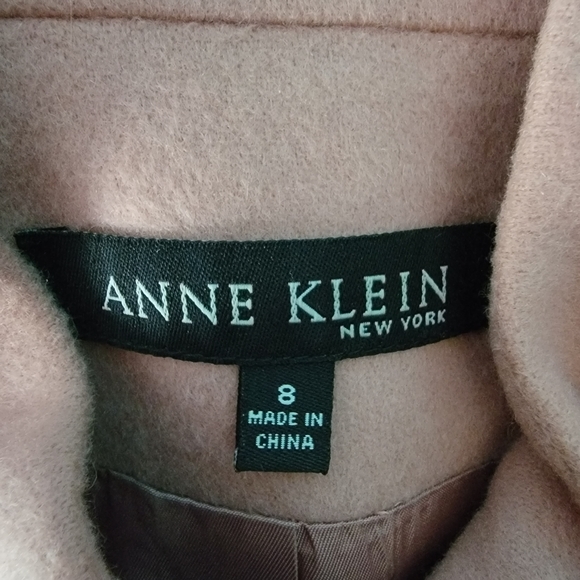 ANNE KLEIN
NEW YORK
8
MADE IN
CHINA